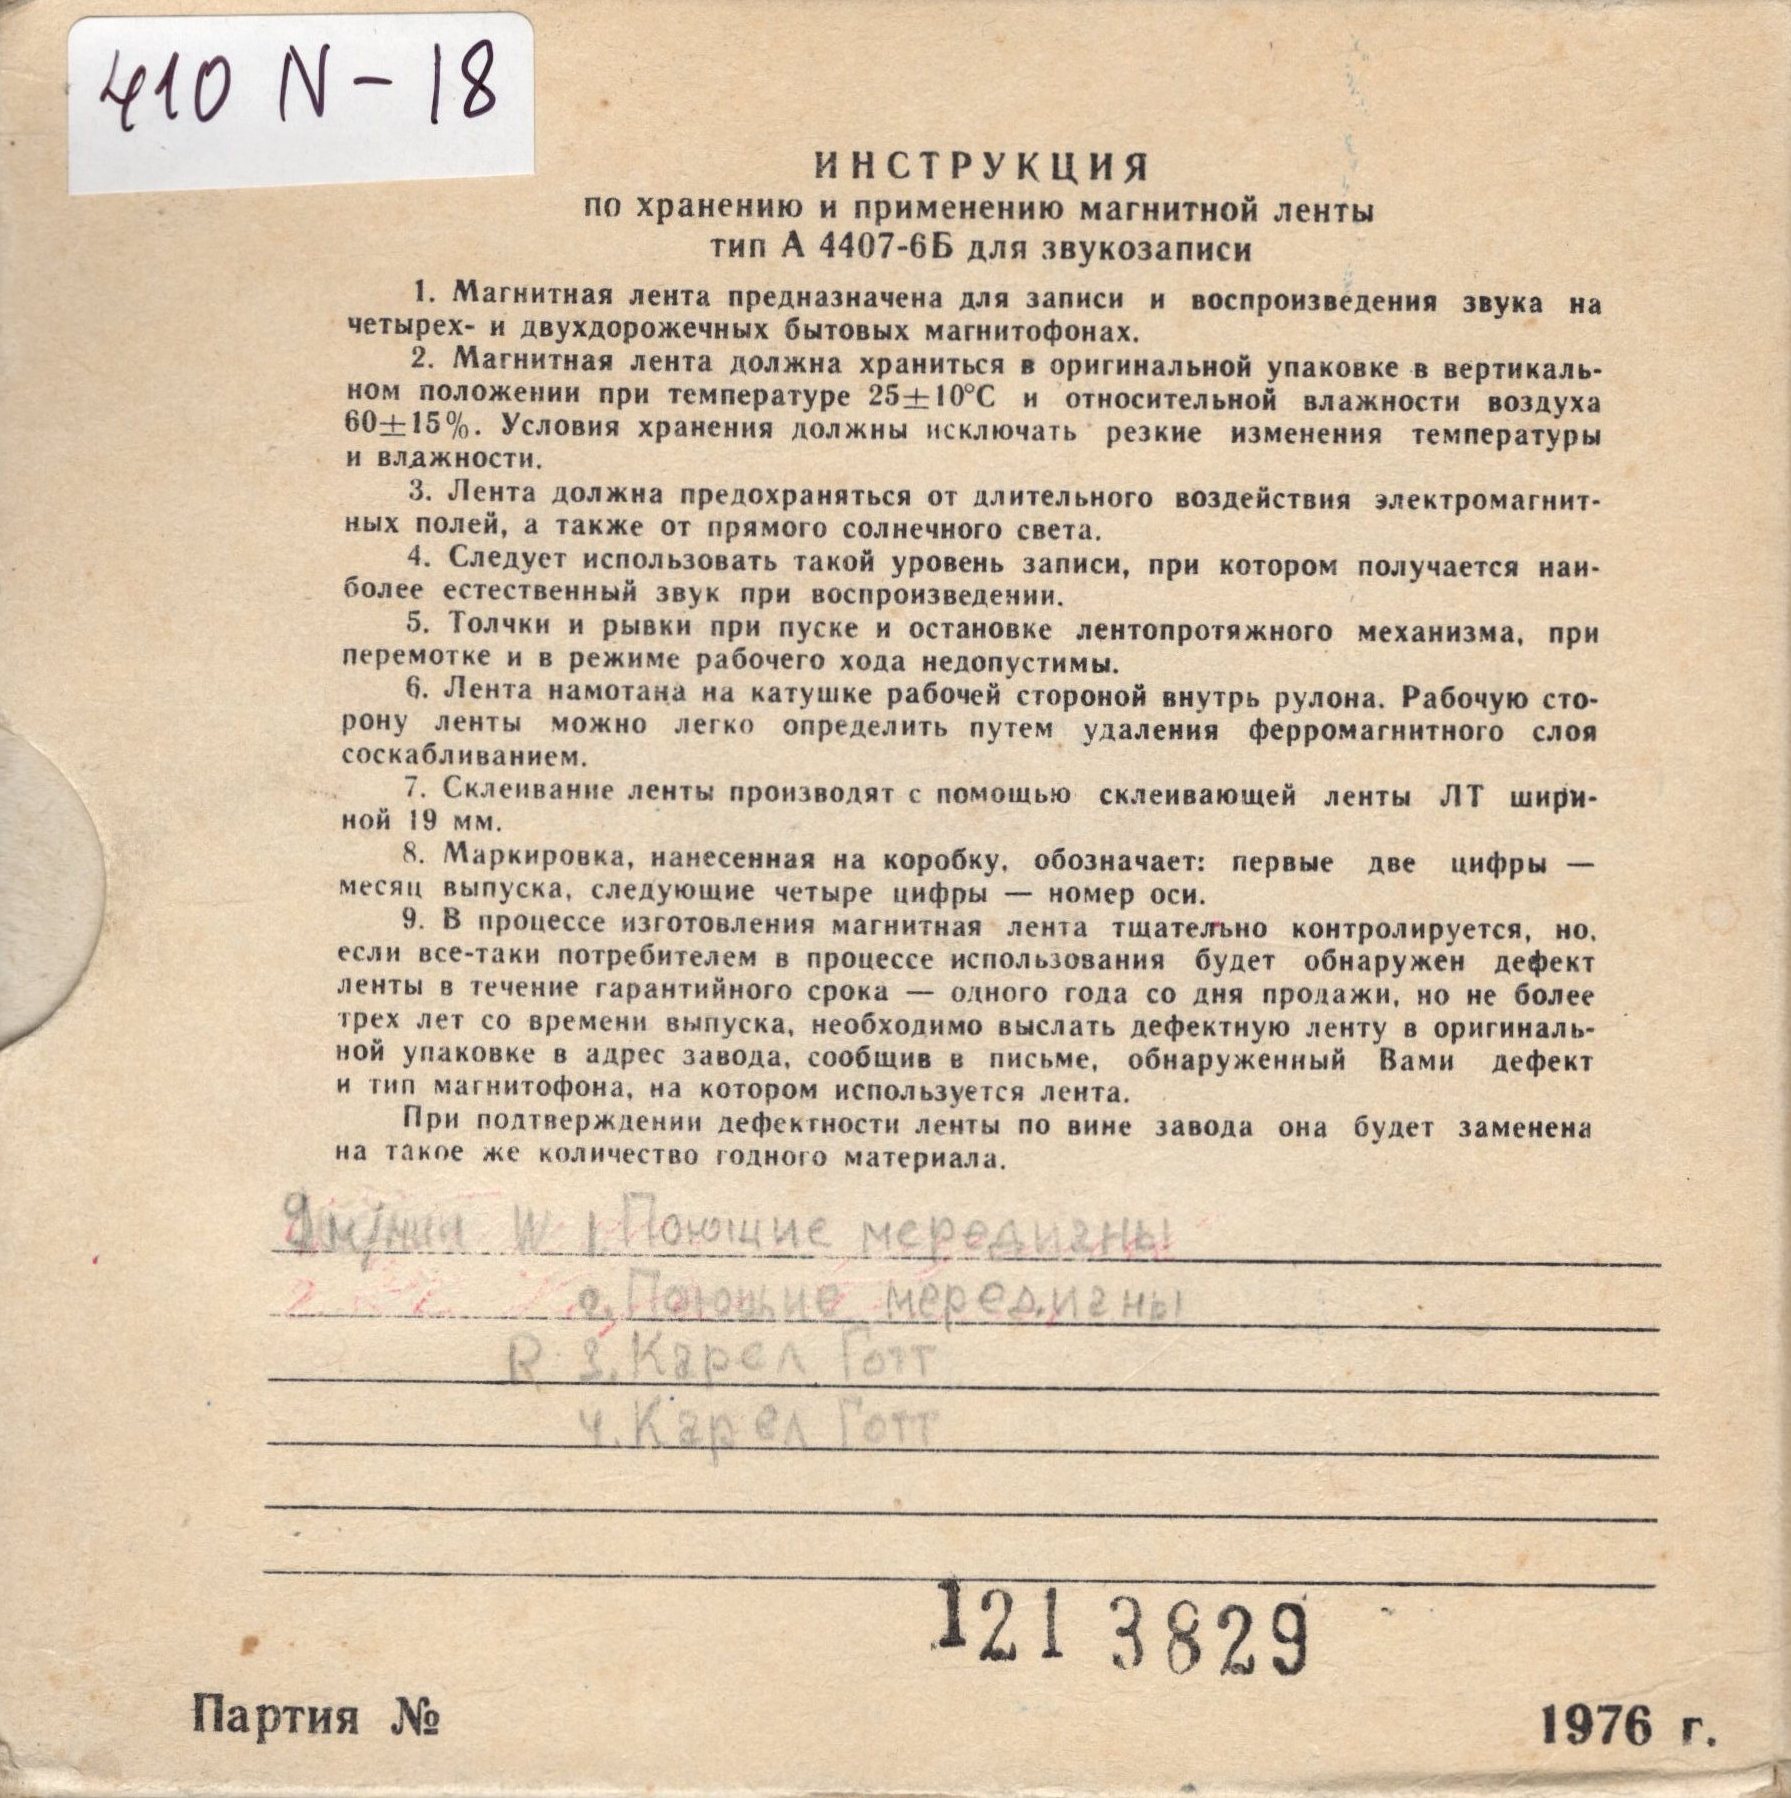 410 N-18
ИНСТРУКЦИЯ
по хранению и применению магнитной ленты
тип А 4407-6Б для звукозаписи
1. Магнитная лента предназначена для записи и воспроизведения звука на
четырех- и двухдорожечных бытовых магнитофонах.
2. Магнитная лента должна храниться в оригинальной упаковке в вертикаль-
ном положении при температуре 25±10°С и относительной влажности воздуха
60±15%. Условия хранения должны исключать резкие изменения температуры
и влажности.
3. Лента должна предохраняться от длительного воздействия электромагнит-
ных полей, а также от прямого солнечного света.
4. Следует использовать такой уровень записи, при котором получается наи-
более естественный звук при воспроизведении.
5. Толчки и рывки при пуске и остановке лентопротяжного механизма, при
перемотке и в режиме рабочего хода недопустимы.
6. Лента намотана на катушке рабочей стороной внутрь рулона. Рабочую сто-
рону ленты можно легко определить путем удаления ферромагнитного слоя
соскабливанием.
7. Склеивание ленты производят с помощью склеивающей ленты ЛТ шири-
ной 19 мм.
8. Маркировка, нанесенная на коробку, обозначает: первые две цифры —
месяц выпуска, следующие четыре цифры — номер оси.
9. В процессе изготовления магнитная лента тщательно контролируется, но,
если все-таки потребителем в процессе использования будет обнаружен дефект
ленты в течение гарантийного срока — одного года со дня продажи, но не более
трех лет со времени выпуска, необходимо выслать дефектную ленту в оригиналь-
ной упаковке в адрес завода, сообщив в письме, обнаруженный Вами дефект
и тип магнитофона, на котором используется лента.
При подтверждении дефектности ленты по вине завода она будет заменена
на такое же количество годного материала.
1. Поющие меридианы
2. Поющие меридианы
R 3. Карел Готт
4. Карел Готт
121 3829
Партия №
1976 г.